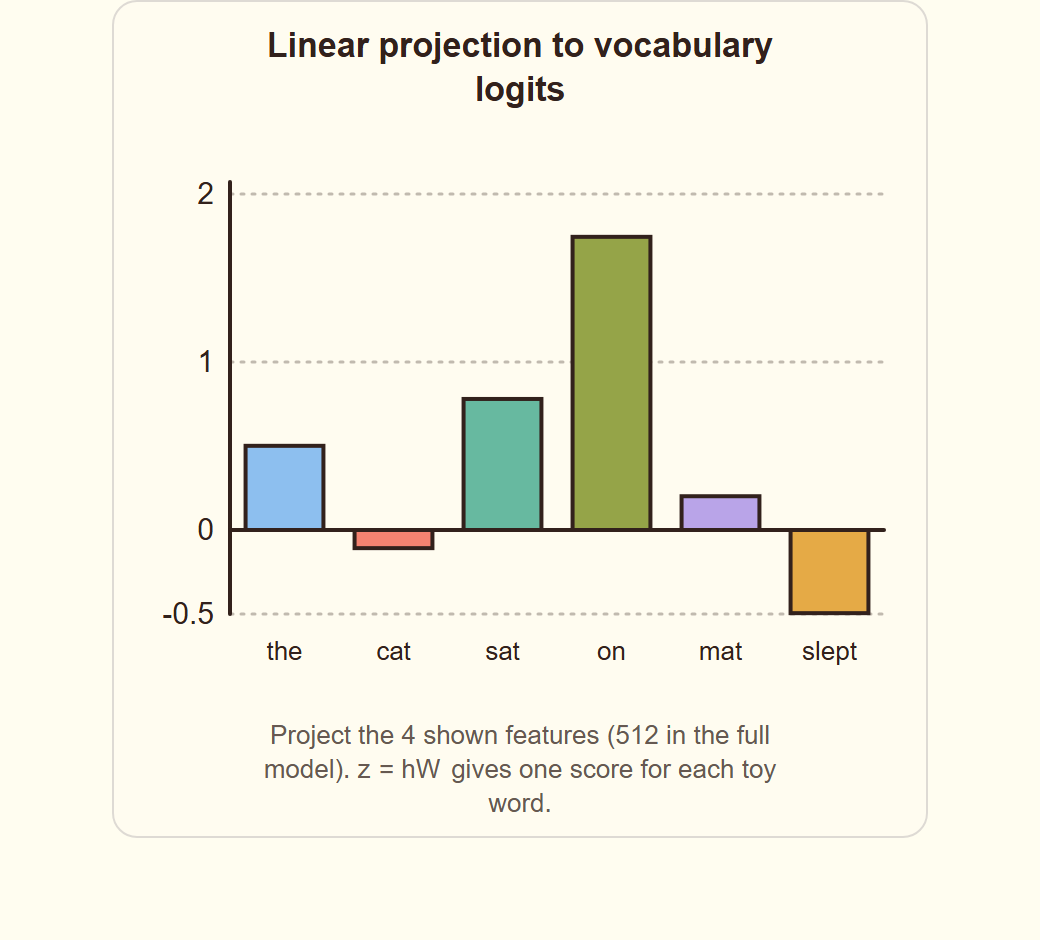 Linear projection to vocabulary
logits
2
1
0
-0.5
the cat sat on mat slept
Project the 4 shown features (512 in the full
model). z = hW gives one score for each toy
word.